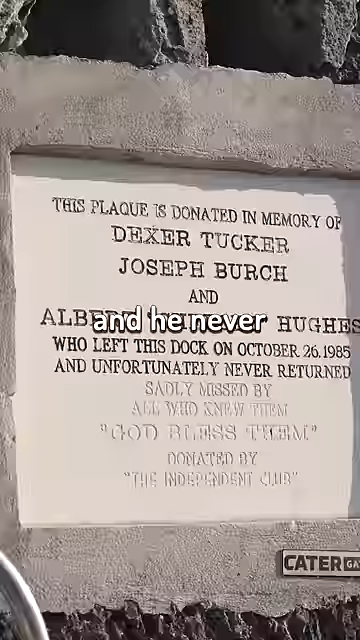 THIS PLAQUE IS DONATED IN MEMORY OF
DEXER TUCKER
JOSEPH BURCH
AND
and he never
HUGHES
WHO LEFT THIS DOCK ON OCTOBER 26, 1985
AND UNFORTUNATELY NEVER RETURNED
SADLY MISSED BY
ALL WHO KNEW THEM
"GOD BLESS THEM"
DONATED BY
"THE INDEPENDENT CLUB"
CATER